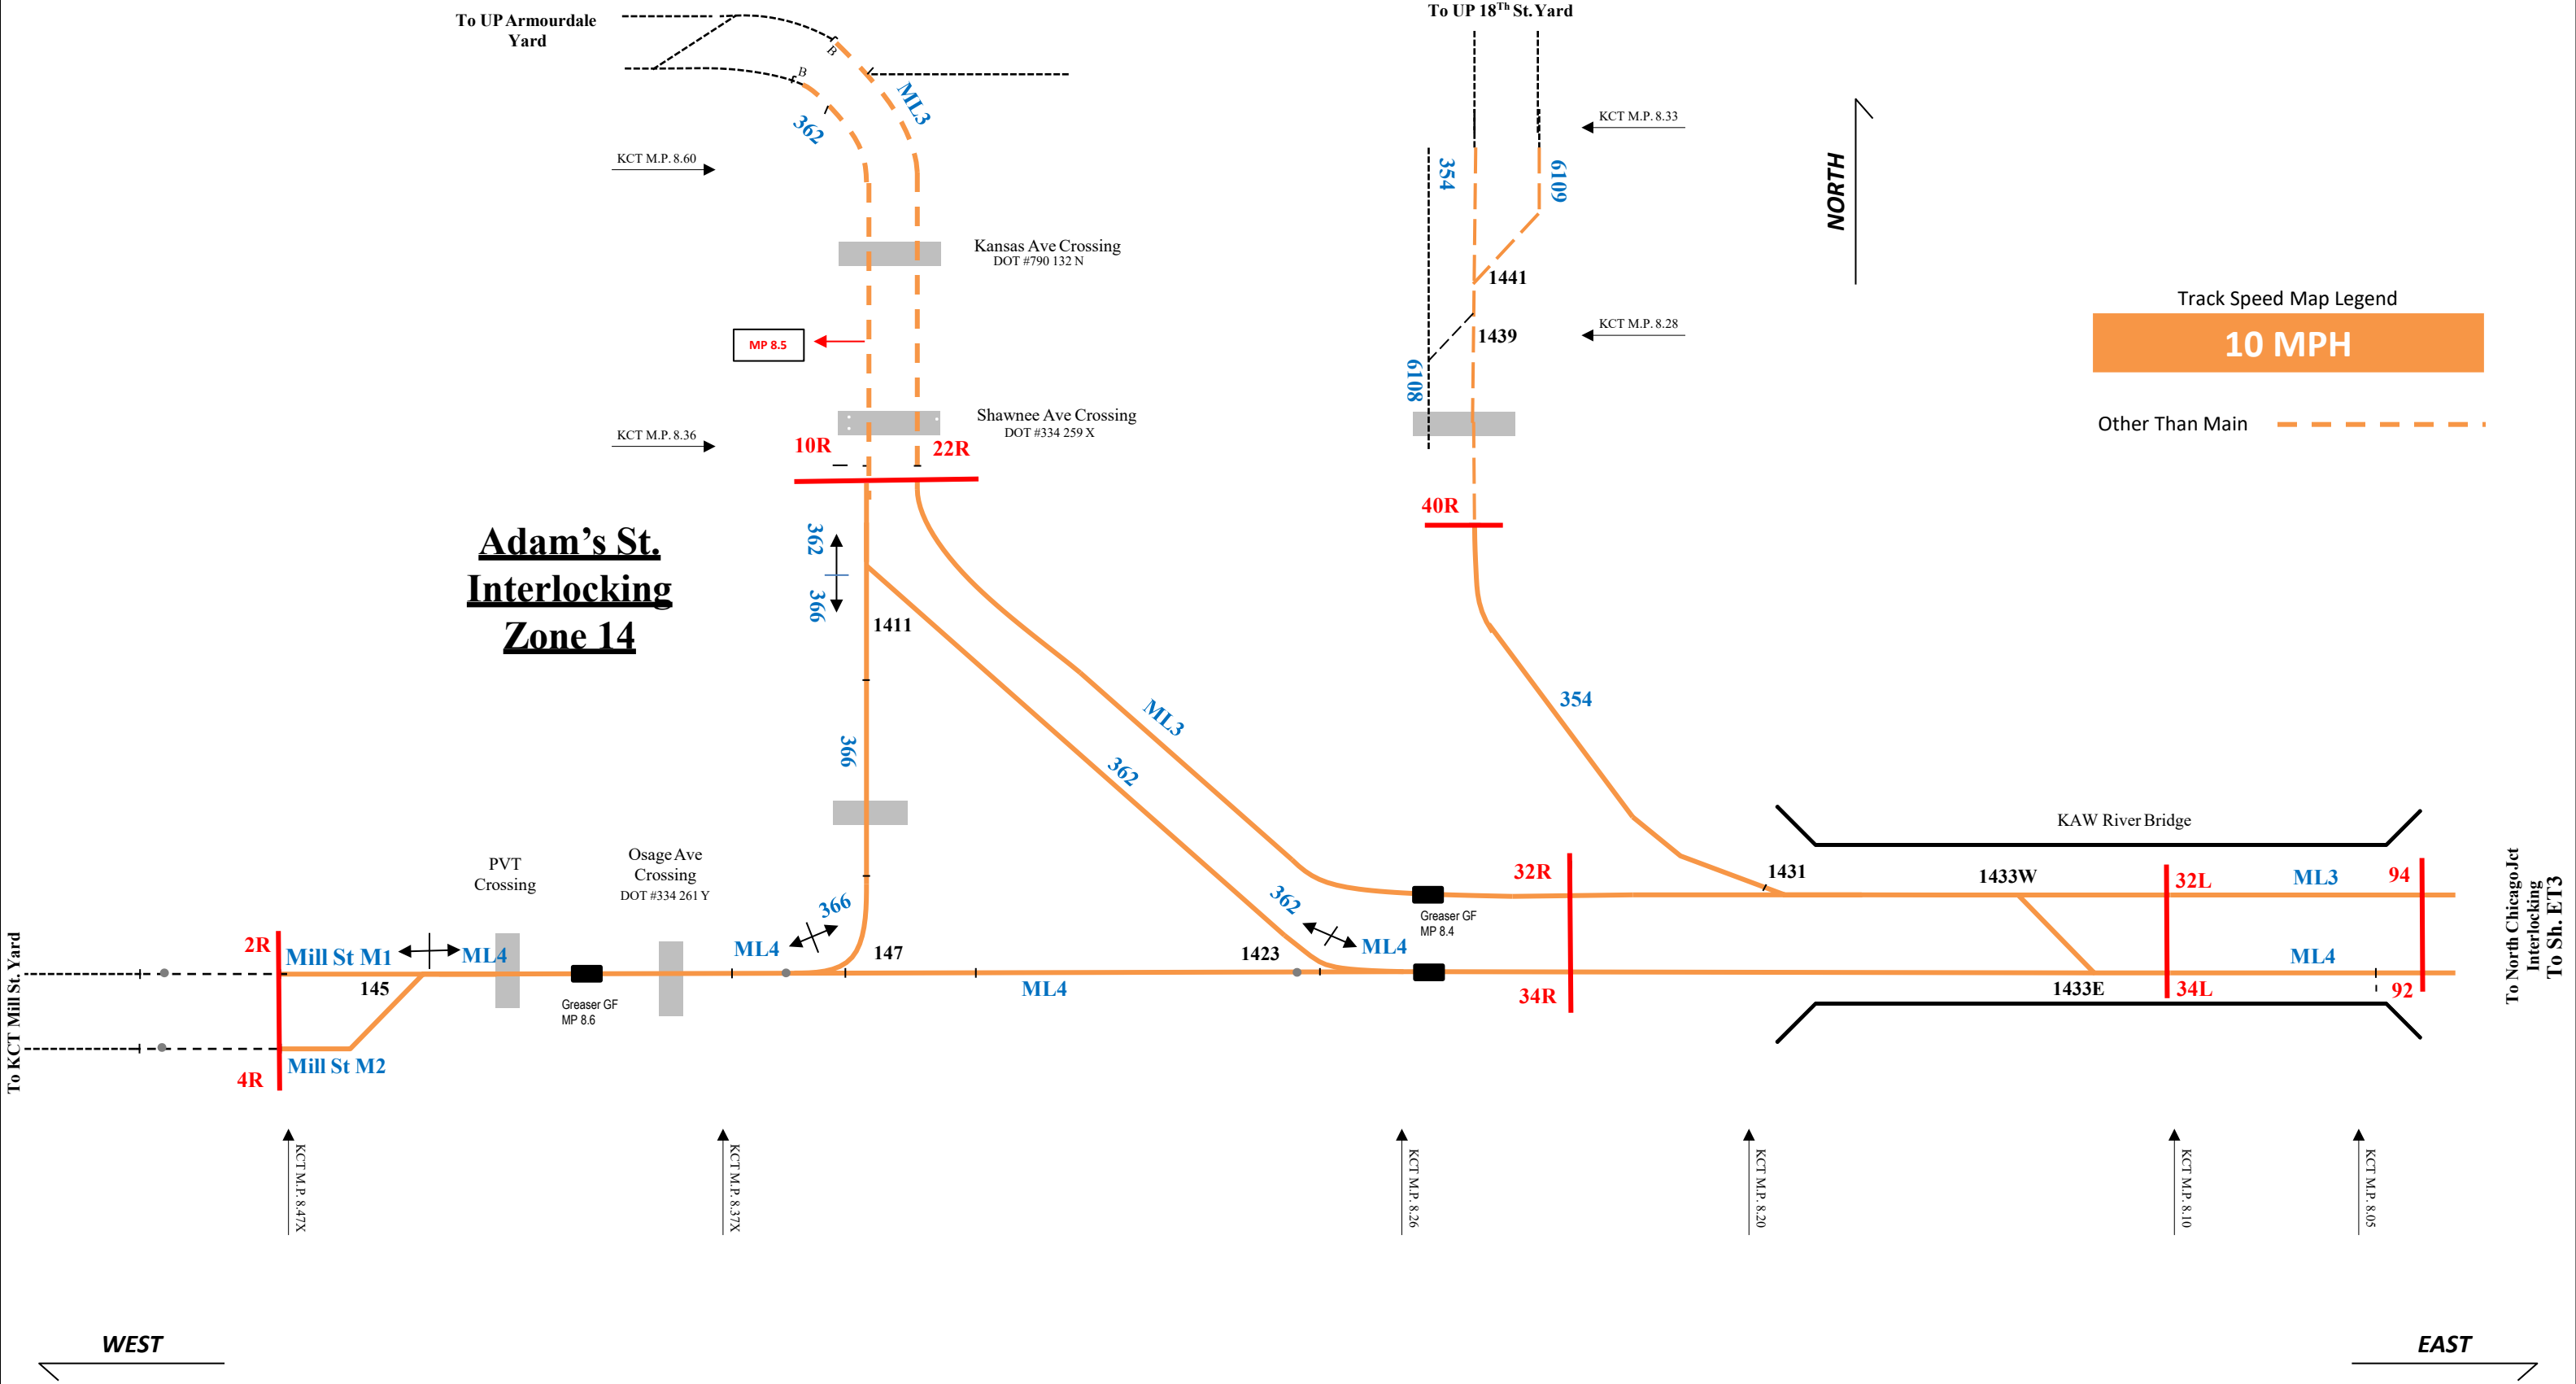 To UP Armourdale
Yard
To UP 18Th St. Yard
B
B
ML3
362
KCT M.P. 8.33
354
6109
KCT M.P. 8.60
NORTH
Kansas Ave Crossing
DOT #790 132 N
1441
Track Speed Map Legend
10 MPH
MP 8.5
1439
KCT M.P. 8.28
6108
Shawnee Ave Crossing
DOT #334 259 X
Other Than Main
KCT M.P. 8.36
10R
22R
40R
Adam's St.
Interlocking
Zone 14
362
366
1411
354
ML3
366
362
KAW River Bridge
PVT
Crossing
Osage Ave
Crossing
DOT #334 261 Y
32R
1431
1433W
32L
ML3
94
366
362
Greaser GF
MP 8.4
2R
Mill St M1
ML4
ML4
147
1423
ML4
ML4
145
Greaser GF
MP 8.6
ML4
34R
1433E
34L
92
4R
Mill St M2
To KCT Mill St. Yard
To North Chicago Jct
Interlocking
To Sh. ET3
KCT M.P. 8.47X
KCT M.P. 8.37X
KCT M.P. 8.26
KCT M.P. 8.20
KCT M.P. 8.10
KCT M.P. 8.05
WEST
EAST